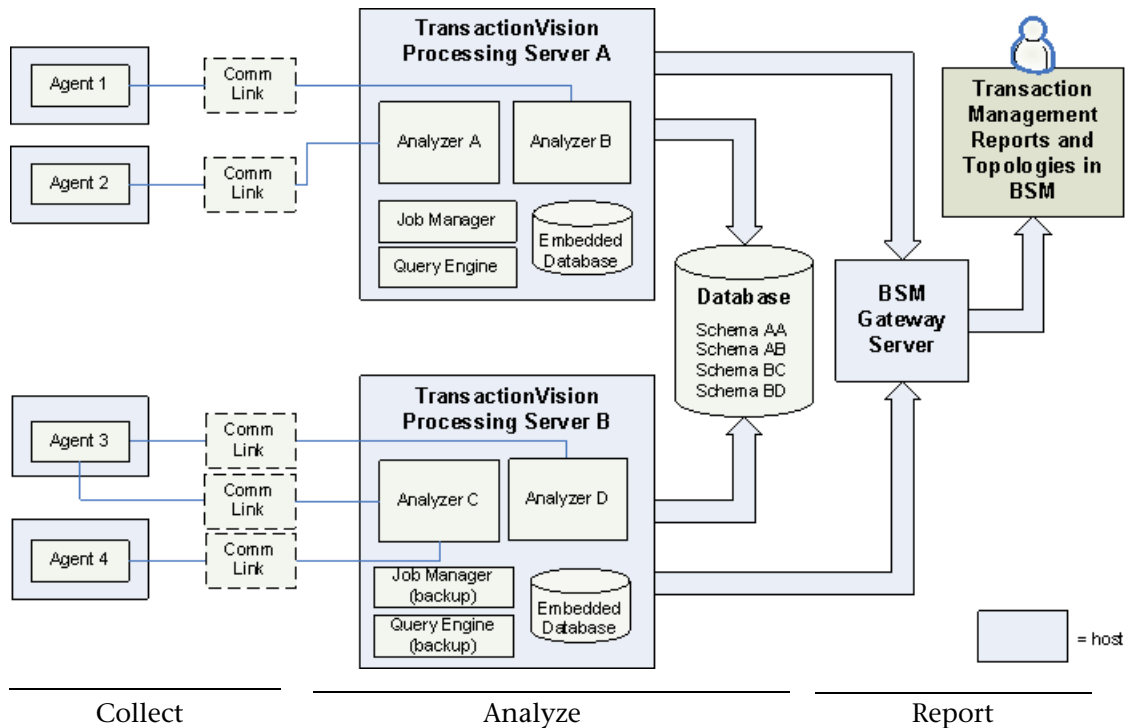 TransactionVision
Processing Server A
Agent 1
Comm
Link
Analyzer A
Analyzer B
Agent 2
Comm
Link
Job Manager
Query Engine
Embedded
Database
Transaction
Management
Reports and
Topologies in
BSM
Database
Schema AA
Schema AB
Schema BC
Schema BD
BSM
Gateway
Server
TransactionVision
Processing Server B
Agent 3
Comm
Link
Comm
Link
Analyzer C
Analyzer D
Agent 4
Comm
Link
Job Manager
(backup)
Query Engine
(backup)
Embedded
Database
= host
Collect
Analyze
Report